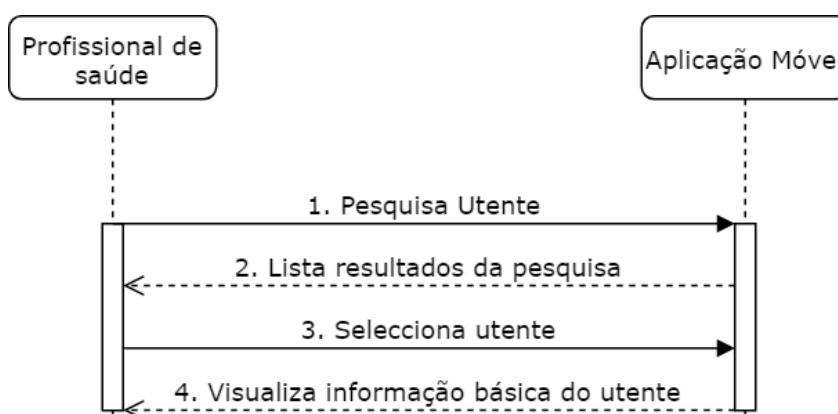 Profissional de
saúde
Aplicação Móve
1. Pesquisa Utente
2. Lista resultados da pesquisa
3. Selecciona utente
4. Visualiza informação básica do utente